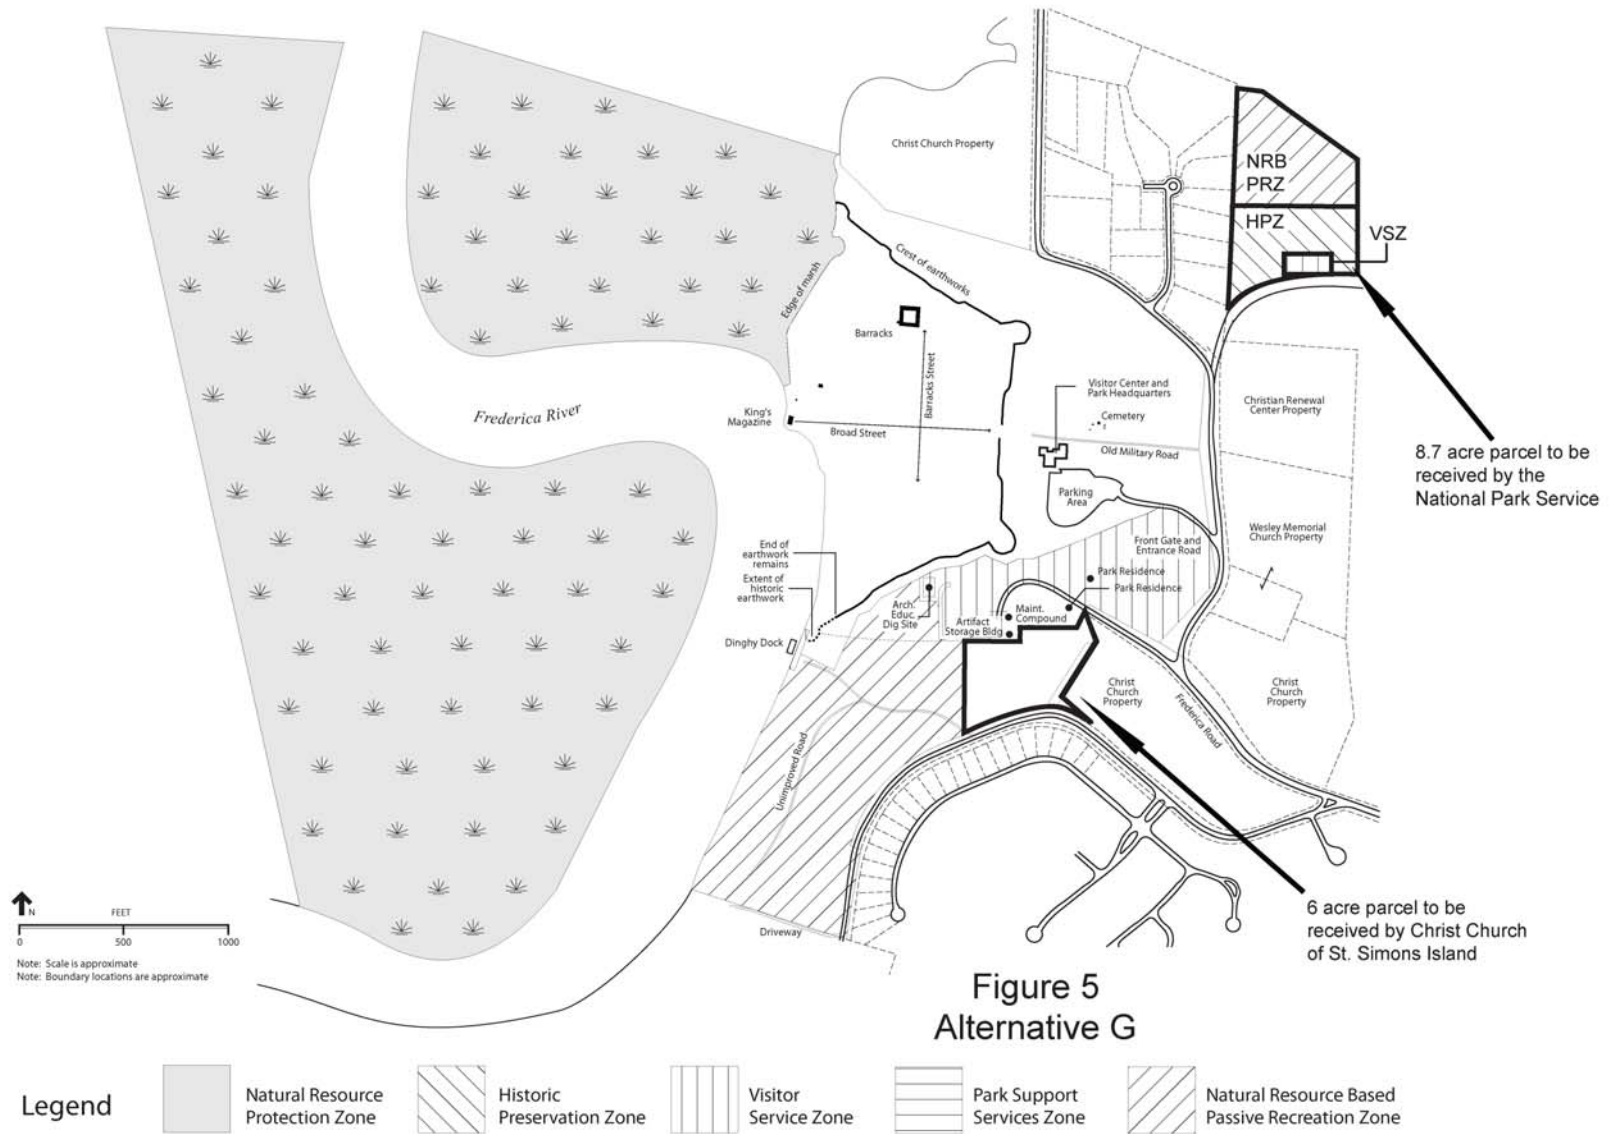 Christ Church Property
NRB
PRZ
HPZ
VSZ
Crest of earthworks
Edge of marsh
Barracks
Barracks Street
Visitor Center and
Park Headquarters
Cemetery
Christian Renewal
Center Property
King's
Magazine
Frederica River
Broad Street
Old Military Road
8.7 acre parcel to be
received by the
National Park Service
Parking
Area
Front Gate and
Entrance Road
Wesley Memorial
Church Property
End of
earthwork
remains
Extent of
historic
earthwork
Park Residence
Park Residence
Arch.
Educ.
Dig Site
Artifact
Storage Bldg
Maint.
Compound
Dinghy Dock
Christ
Church
Property
Christ
Church
Property
Frederica Road
Unimproved Road
6 acre parcel to be
received by Christ Church
of St. Simons Island
Driveway
N
FEET
0 500 1000
Note: Scale is approximate
Note: Boundary locations are approximate
Figure 5
Alternative G
Legend
Natural Resource
Protection Zone
Historic
Preservation Zone
Visitor
Service Zone
Park Support
Services Zone
Natural Resource Based
Passive Recreation Zone